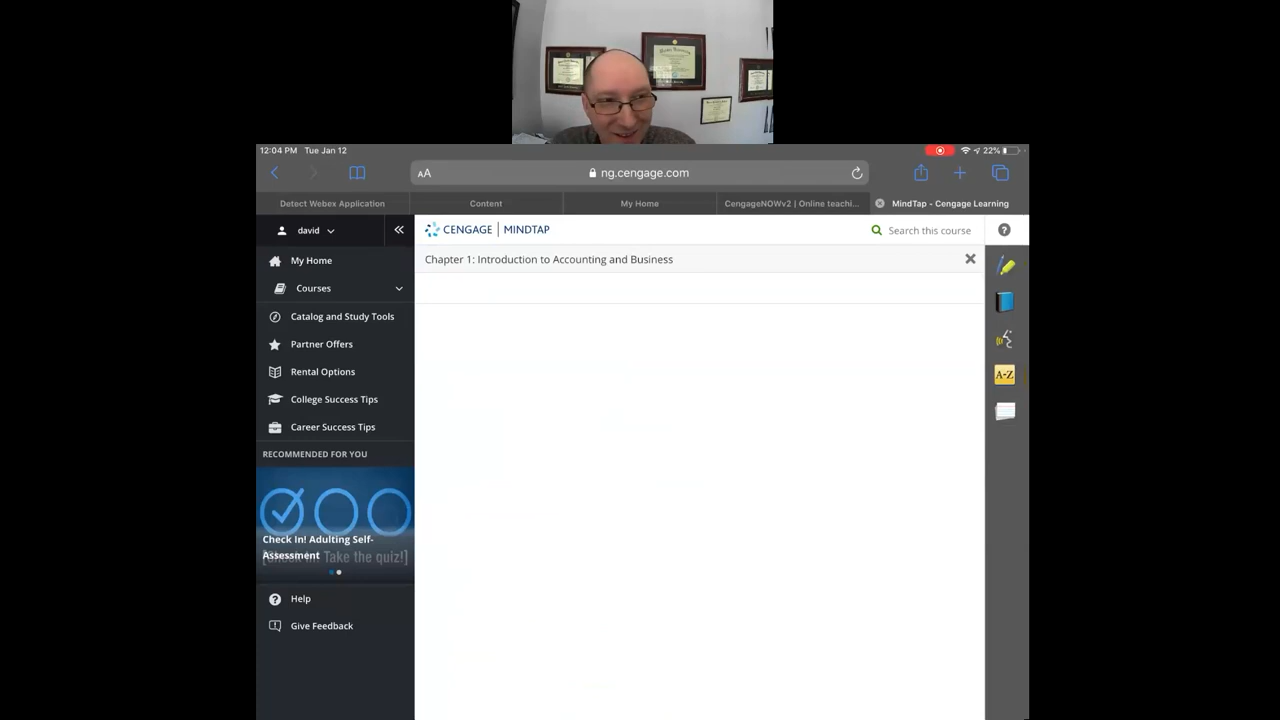 12:04 PM Tue Jan 12
22%
AA
ng.cengage.com
Detect Webex Application
Content
My Home
CengageNOWv2 | Online teachi...
MindTap - Cengage Learning
david
CENGAGE | MINDTAP
Search this course
Chapter 1: Introduction to Accounting and Business
My Home
Courses
Catalog and Study Tools
Partner Offers
Rental Options
College Success Tips
Career Success Tips
RECOMMENDED FOR YOU
Check In! Adulting Self-
Assessment
Take the quiz!]
Help
Give Feedback
A-Z